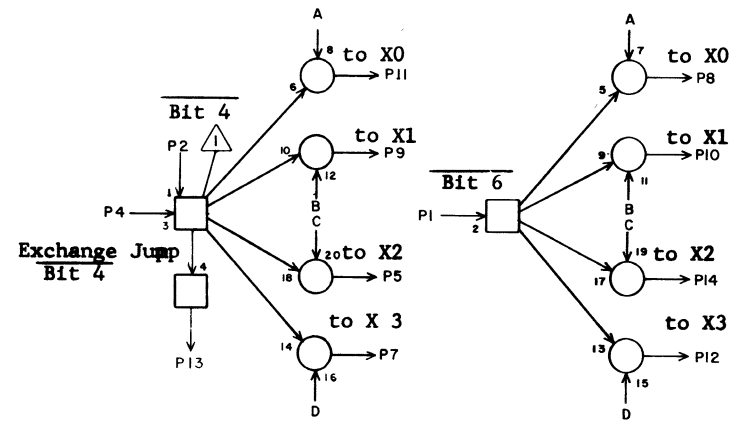 A
8 to X0
6 P11
Bit 4
1
P2
10 to X1
P9
12
1
P4
3
B
C
Exchange Jump
Bit 4
4
20 to X2
18 P5
P13
to X 3
14 P7
16
D
A
7 to X0
5 P8
to X1
9 P10
11
Bit 6
P1
2
B
C
19 to X2
17 P14
to X3
13 P12
15
D